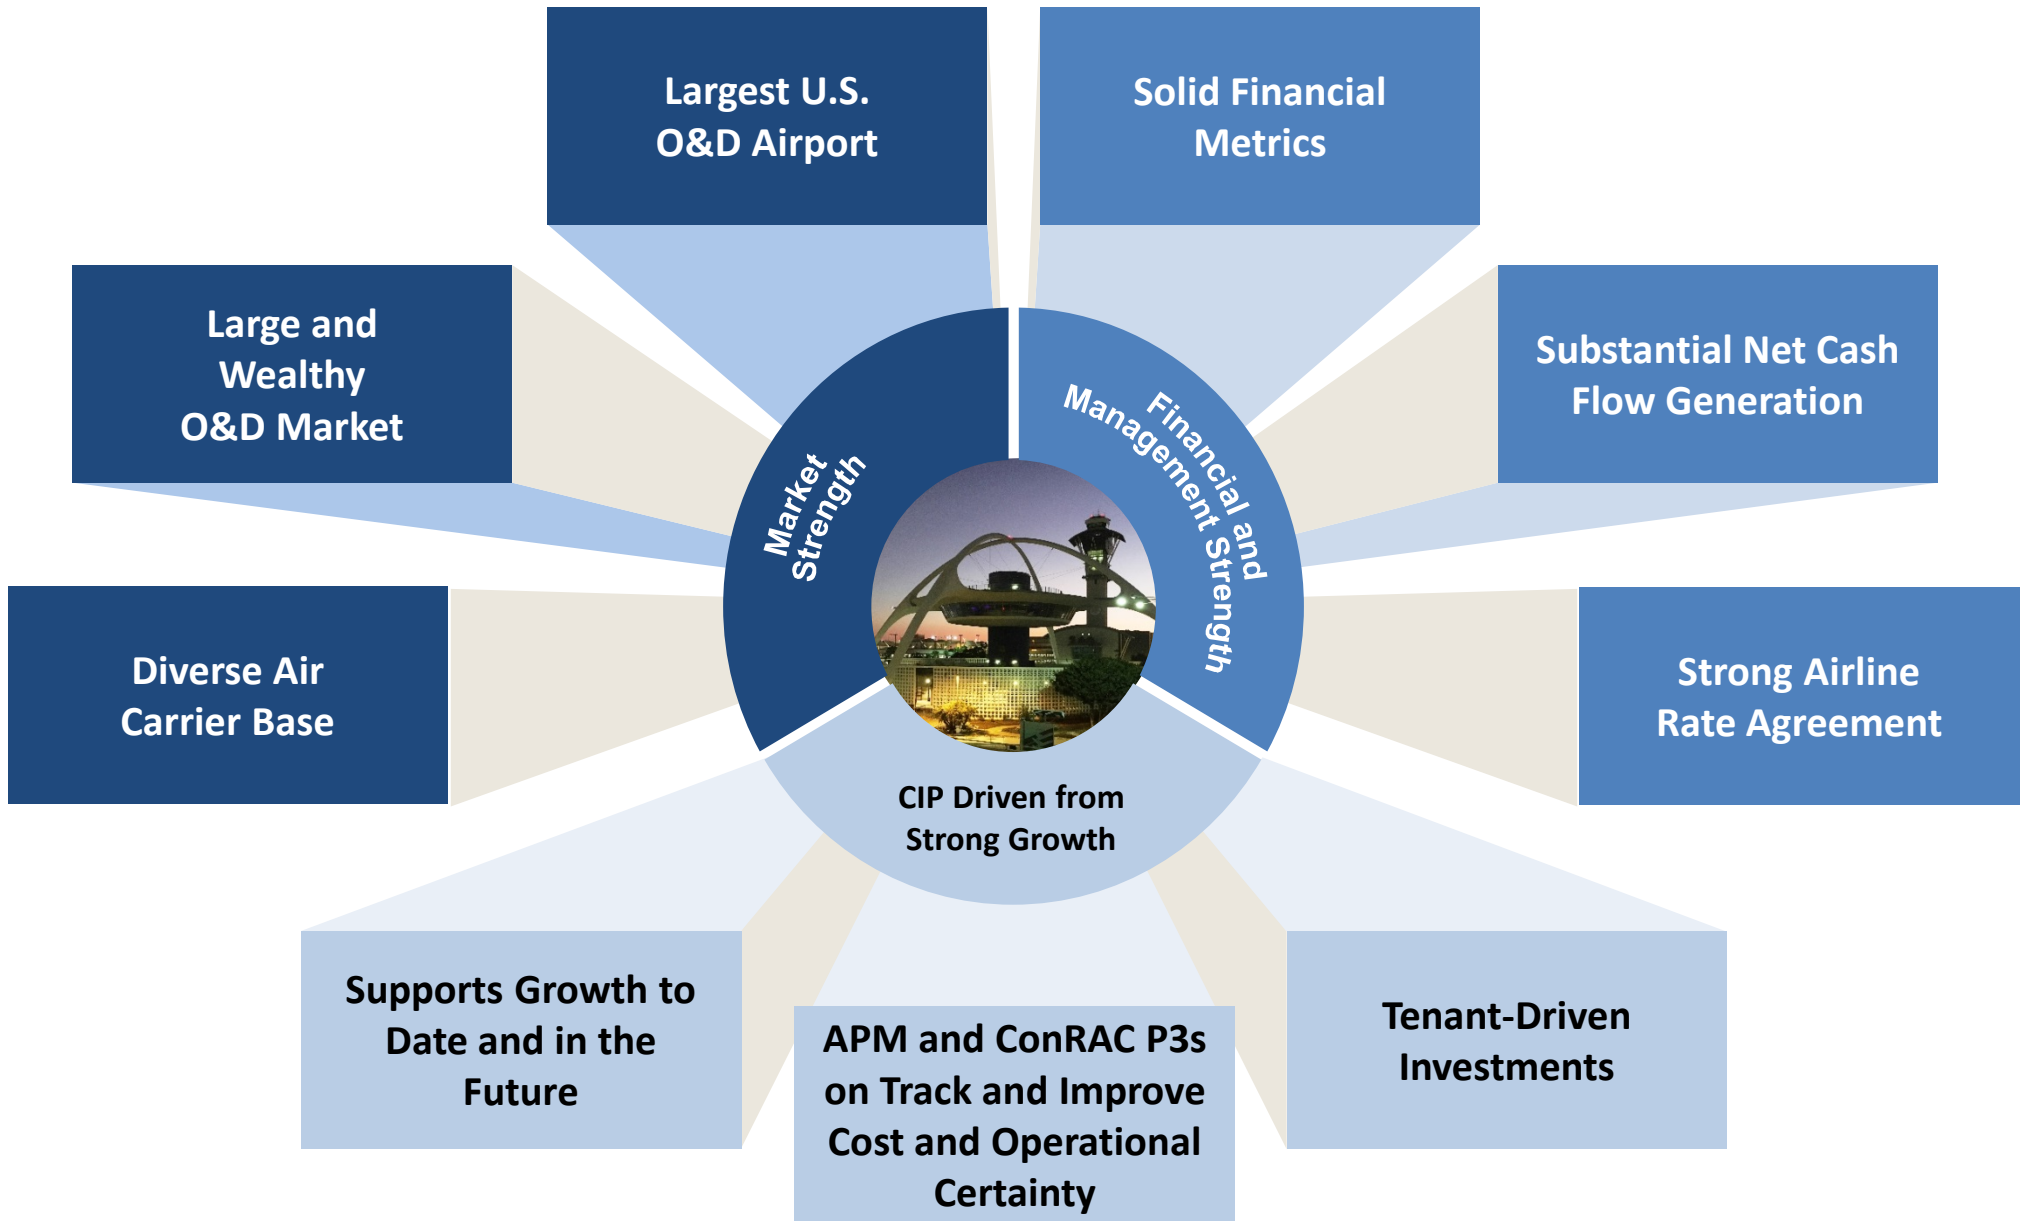 Largest U.S.
O&D Airport
Solid Financial
Metrics
Large and
Wealthy
O&D Market
Substantial Net Cash
Flow Generation
Market
Strength
Financial and
Management Strength
Diverse Air
Carrier Base
Strong Airline
Rate Agreement
CIP Driven from
Strong Growth
Supports Growth to
Date and in the
Future
APM and ConRAC P3s
on Track and Improve
Cost and Operational
Certainty
Tenant-Driven
Investments